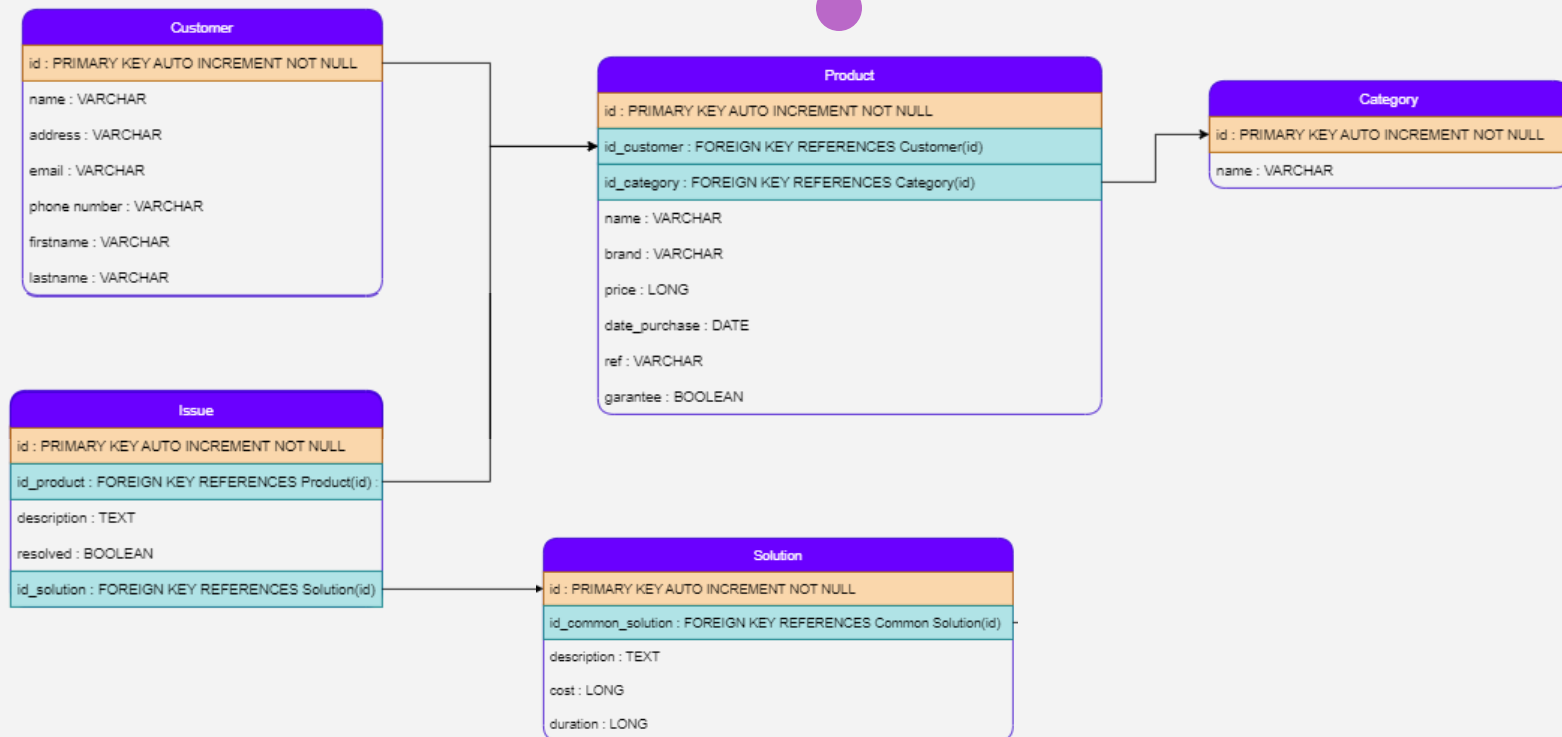 Customer
id : PRIMARY KEY AUTO INCREMENT NOT NULL
name : VARCHAR
address : VARCHAR
email : VARCHAR
phone number : VARCHAR
firstname : VARCHAR
lastname : VARCHAR
Product
id : PRIMARY KEY AUTO INCREMENT NOT NULL
id_customer : FOREIGN KEY REFERENCES Customer(id)
id_category : FOREIGN KEY REFERENCES Category(id)
name : VARCHAR
brand : VARCHAR
price : LONG
date_purchase : DATE
ref : VARCHAR
garantee : BOOLEAN
Category
id : PRIMARY KEY AUTO INCREMENT NOT NULL
name : VARCHAR
Issue
id : PRIMARY KEY AUTO INCREMENT NOT NULL
id_product : FOREIGN KEY REFERENCES Product(id) :
description : TEXT
resolved : BOOLEAN
id_solution : FOREIGN KEY REFERENCES Solution(id)
Solution
id : PRIMARY KEY AUTO INCREMENT NOT NULL
id_common_solution : FOREIGN KEY REFERENCES Common Solution(id)
description : TEXT
cost : LONG
duration : LONG